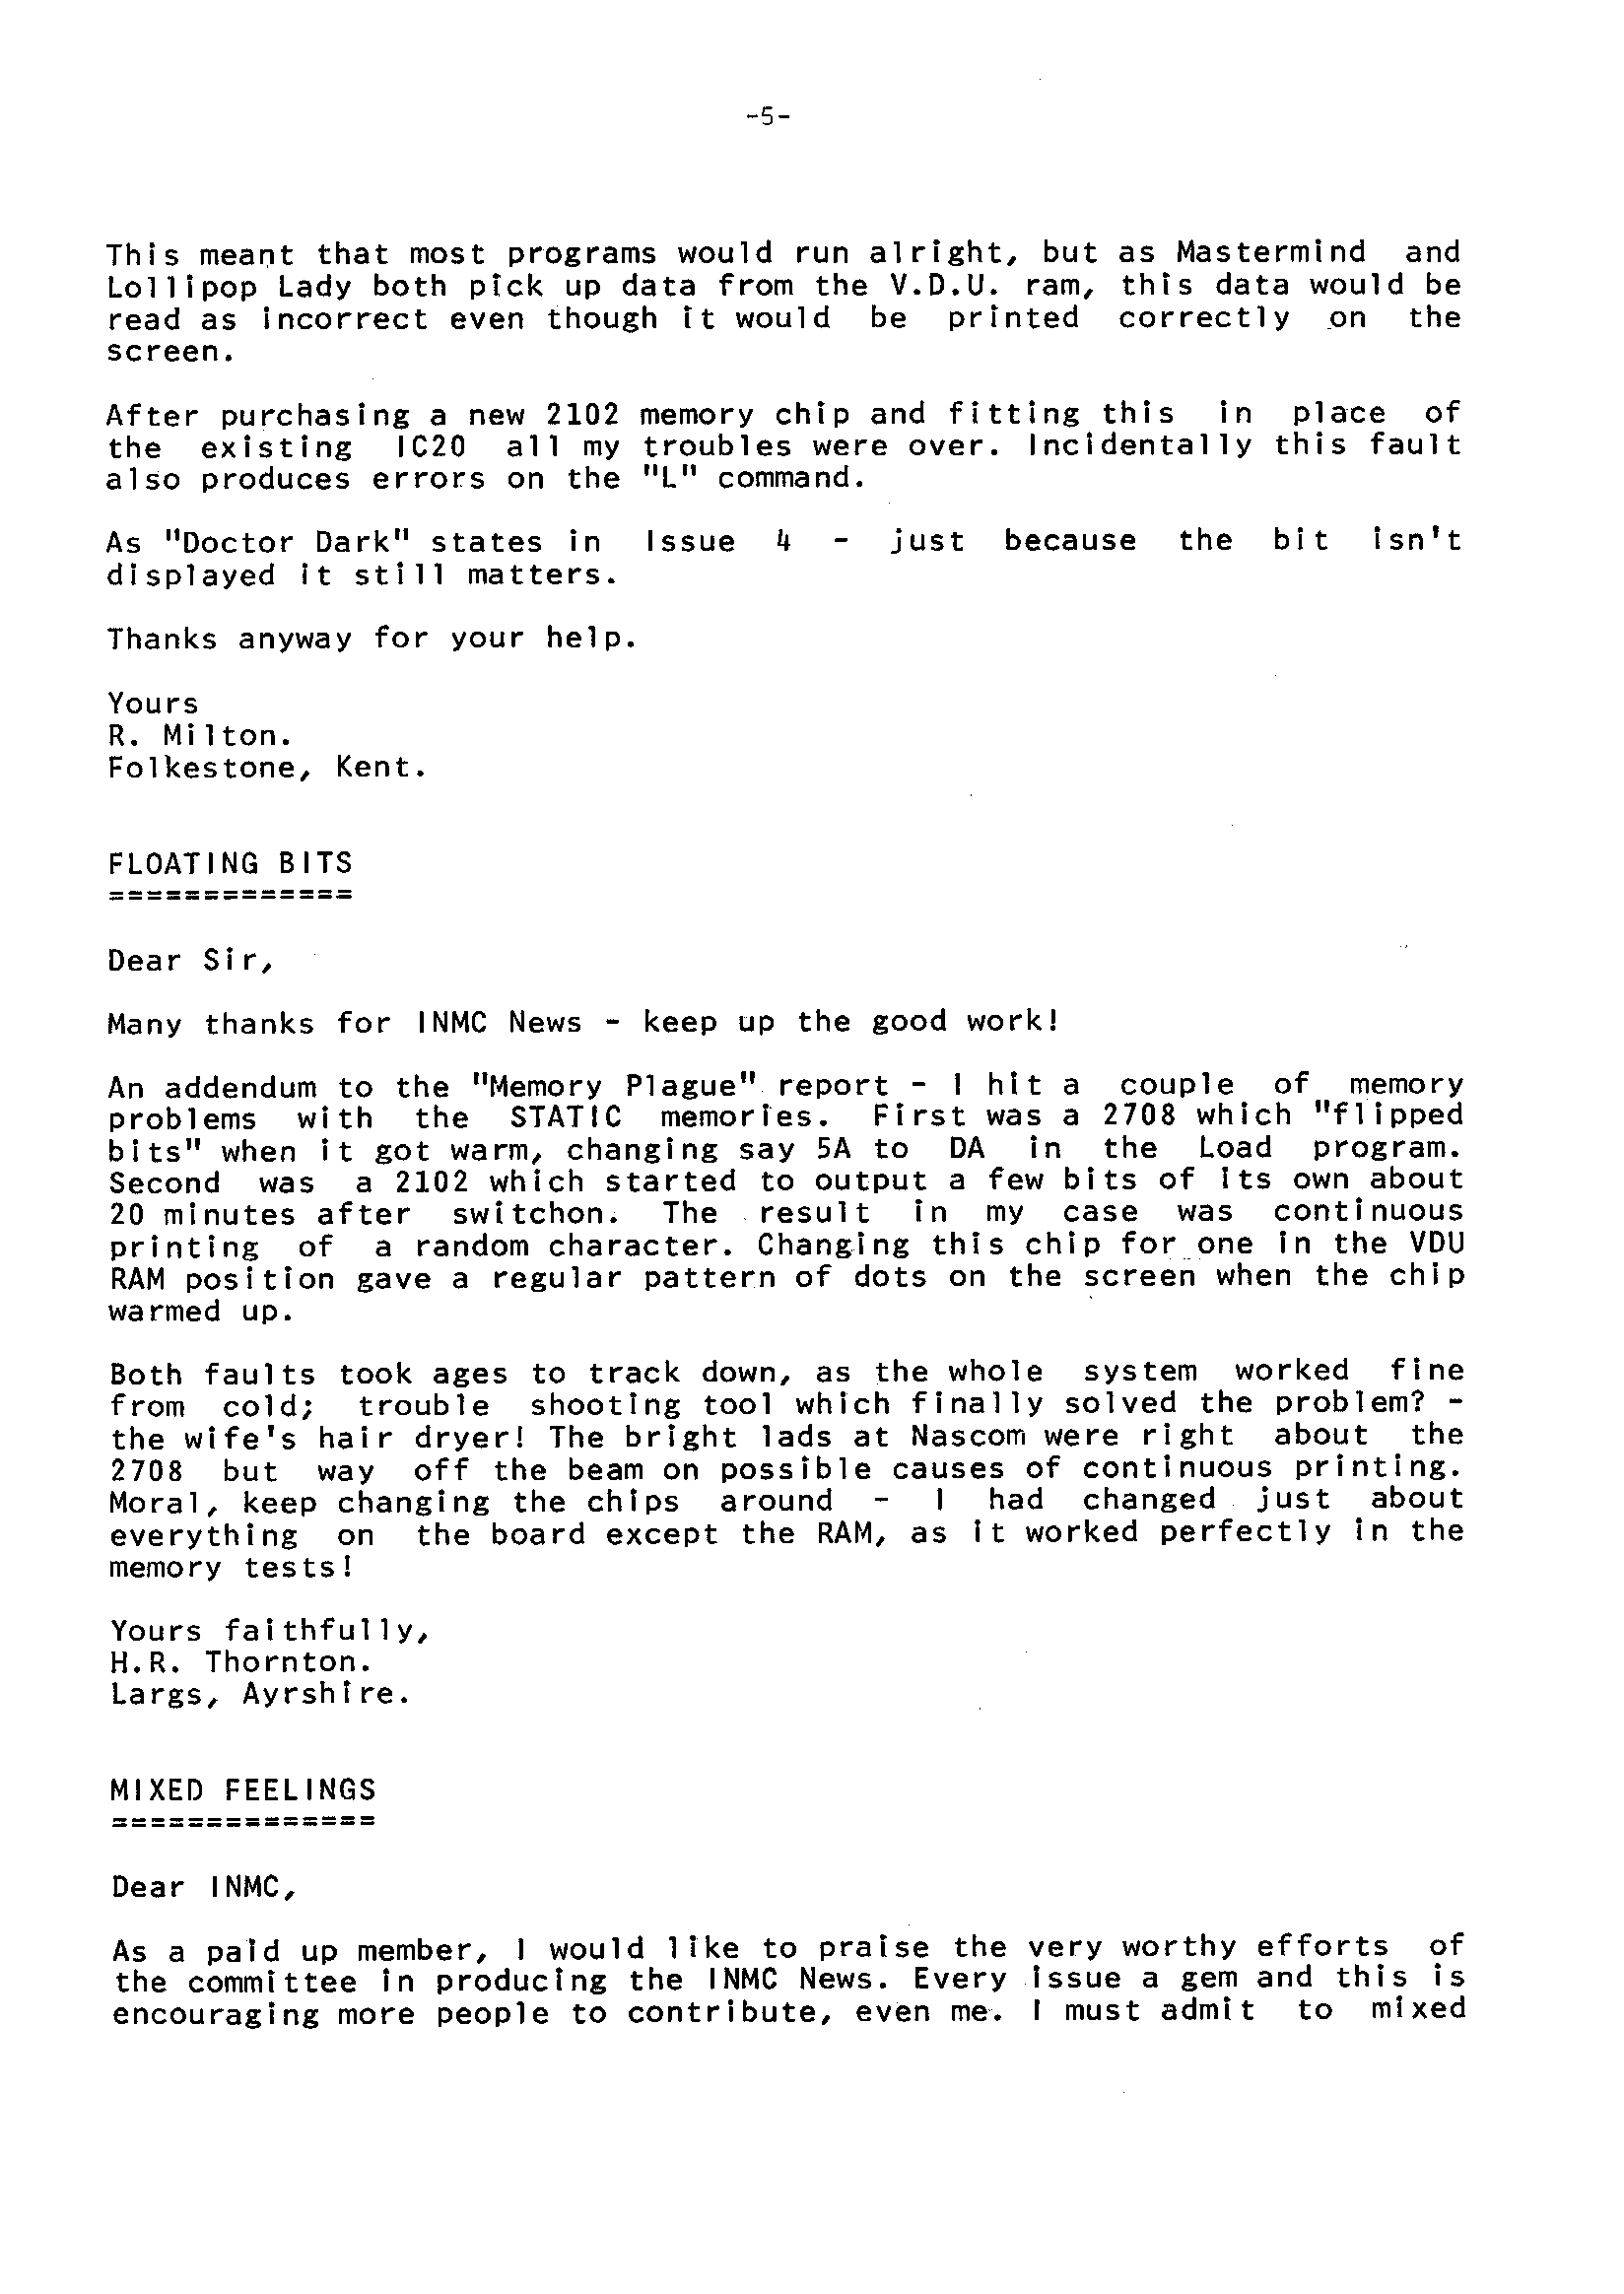 -5-
This meant that most programs would run alright, but as Mastermind and
Lollipop Lady both pick up data from the V.D.U. ram, this data would be
read as incorrect even though it would be printed correctly on the
screen.
After purchasing a new 2102 memory chip and fitting this in place of
the existing IC20 all my troubles were over. Incidentally this fault
also produces errors on the "L" command.
As "Doctor Dark" states in Issue 4 - just because the bit isn't
displayed it still matters.
Thanks anyway for your help.
Yours
R. Milton.
Folkestone, Kent.
FLOATING BITS
=============
Dear Sir,
Many thanks for INMC News - keep up the good work!
An addendum to the "Memory Plague" report - I hit a couple of memory
problems with the STATIC memories. First was a 2708 which "flipped
bits" when it got warm, changing say 5A to DA in the Load program.
Second was a 2102 which started to output a few bits of its own about
20 minutes after switchon. The result in my case was continuous
printing of a random character. Changing this chip for one in the VDU
RAM position gave a regular pattern of dots on the screen when the chip
warmed up.
Both faults took ages to track down, as the whole system worked fine
from cold; trouble shooting tool which finally solved the problem? -
the wife's hair dryer! The bright lads at Nascom were right about the
2708 but way off the beam on possible causes of continuous printing.
Moral, keep changing the chips around - I had changed just about
everything on the board except the RAM, as it worked perfectly in the
memory tests!
Yours faithfully,
H.R. Thornton.
Largs, Ayrshire.
MIXED FEELINGS
==============
Dear INMC,
As a paid up member, I would like to praise the very worthy efforts of
the committee in producing the INMC News. Every issue a gem and this is
encouraging more people to contribute, even me. I must admit to mixed